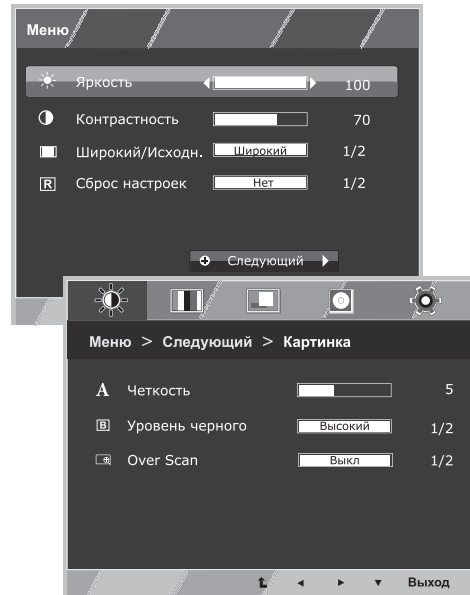 Меню
Яркость 100
Контрастность 70
Широкий/Исходн. Широкий 1/2
R Сброс настроек Нет 1/2
Следующий
Меню > Следующий > Картинка
A Четкость 5
B Уровень черного Высокий 1/2
Over Scan Выкл 1/2
Выход